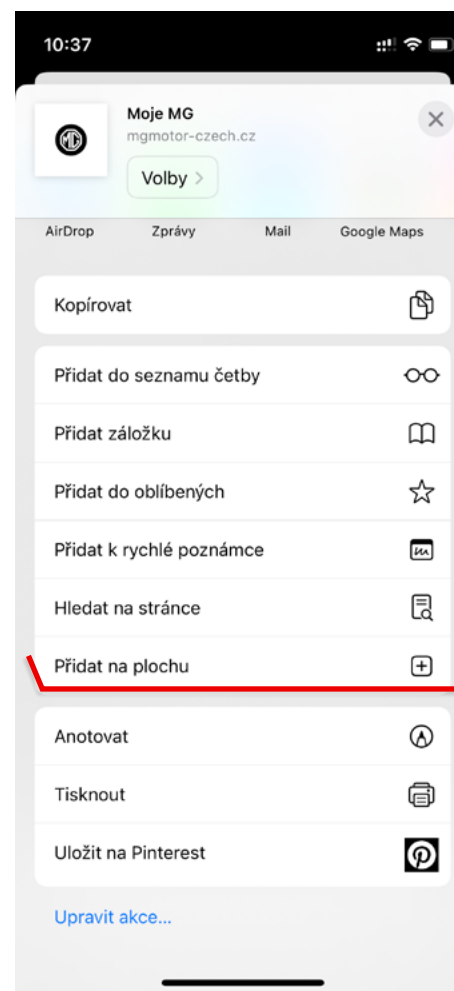 10:37
MG
Moje MG
mgmotor-czech.cz
Volby >
AirDrop Zprávy Mail Google Maps
Kopírovat
Přidat do seznamu četby
Přidat záložku
Přidat do oblíbených
Přidat k rychlé poznámce
Hledat na stránce
Přidat na plochu
Anotovat
Tisknout
Uložit na Pinterest
Upravit akce...